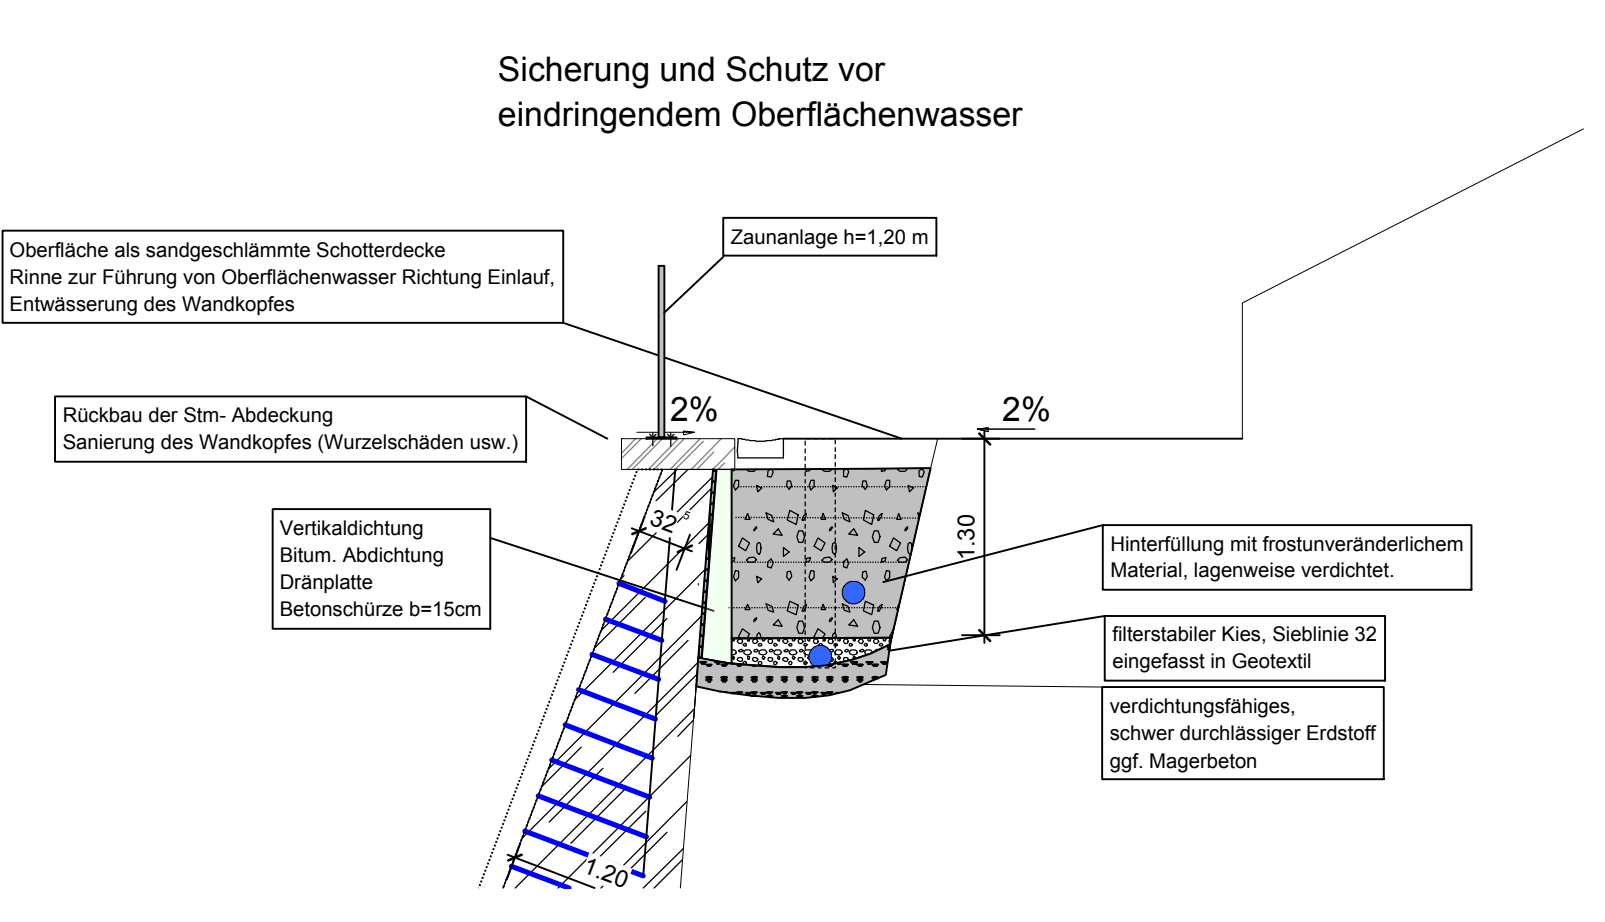 Sicherung und Schutz vor
eindringendem Oberflächenwasser
Zaunanlage h=1,20 m
Oberfläche als sandgeschlämmte Schotterdecke
Rinne zur Führung von Oberflächenwasser Richtung Einlauf,
Entwässerung des Wandkopfes
Rückbau der Stm- Abdeckung
Sanierung des Wandkopfes (Wurzelschäden usw.)
2%
2%
Vertikaldichtung
Bitum. Abdichtung
Dränplatte
Betonschürze b=15cm
32⁵
1.30
Hinterfüllung mit frostunveränderlichem
Material, lagenweise verdichtet.
filterstabiler Kies, Sieblinie 32
eingefasst in Geotextil
verdichtungsfähiges,
schwer durchlässiger Erdstoff
ggf. Magerbeton
1.20